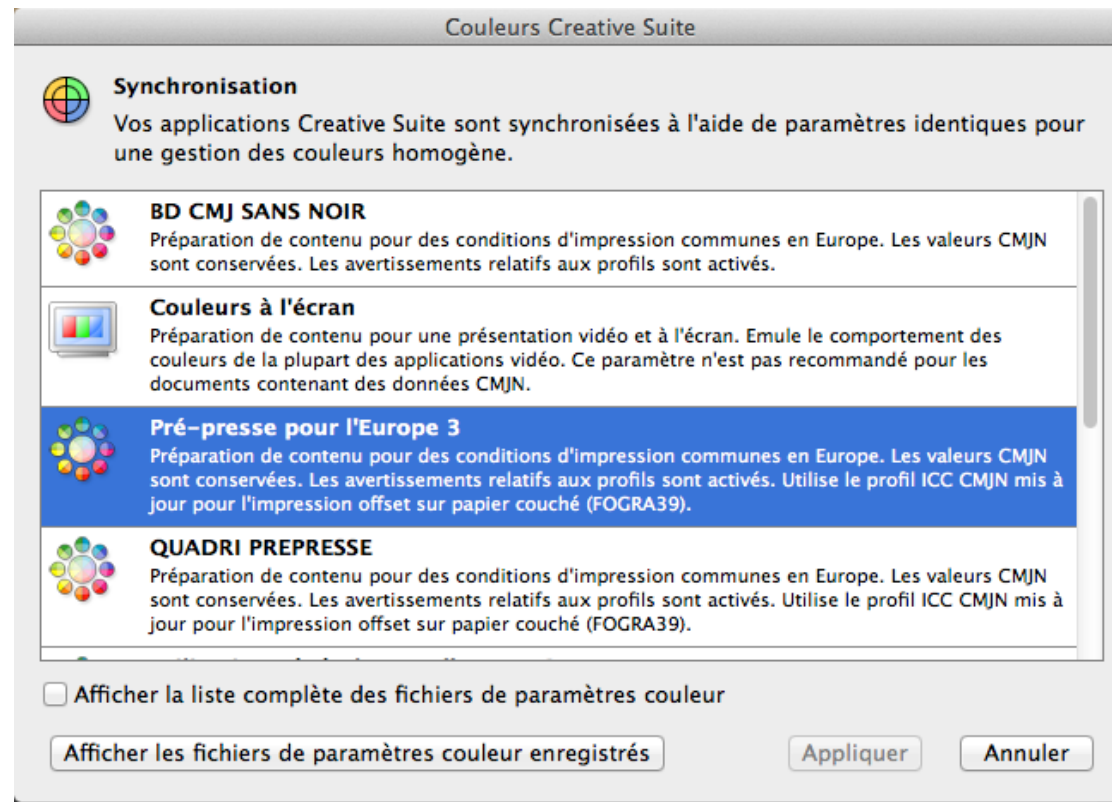 Couleurs Creative Suite
Synchronisation
Vos applications Creative Suite sont synchronisées à l'aide de paramètres identiques pour
une gestion des couleurs homogène.
BD CMJ SANS NOIR
Préparation de contenu pour des conditions d'impression communes en Europe. Les valeurs CMJN
sont conservées. Les avertissements relatifs aux profils sont activés.
Couleurs à l'écran
Préparation de contenu pour une présentation vidéo et à l'écran. Emule le comportement des
couleurs de la plupart des applications vidéo. Ce paramètre n'est pas recommandé pour les
documents contenant des données CMJN.
Pré-presse pour l'Europe 3
Préparation de contenu pour des conditions d'impression communes en Europe. Les valeurs CMJN
sont conservées. Les avertissements relatifs aux profils sont activés. Utilise le profil ICC CMJN mis à
jour pour l'impression offset sur papier couché (FOGRA39).
QUADRI PREPRESSE
Préparation de contenu pour des conditions d'impression communes en Europe. Les valeurs CMJN
sont conservées. Les avertissements relatifs aux profils sont activés. Utilise le profil ICC CMJN mis à
jour pour l'impression offset sur papier couché (FOGRA39).
Afficher la liste complète des fichiers de paramètres couleur
Afficher les fichiers de paramètres couleur enregistrés
Appliquer
Annuler